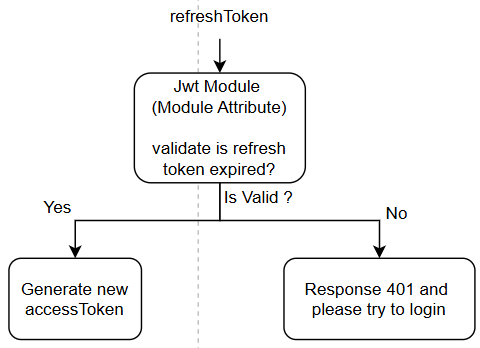 refreshToken
Jwt Module
(Module Attribute)
validate is refresh
token expired?
Is Valid ?
Yes
No
Generate new
accessToken
Response 401 and
please try to login